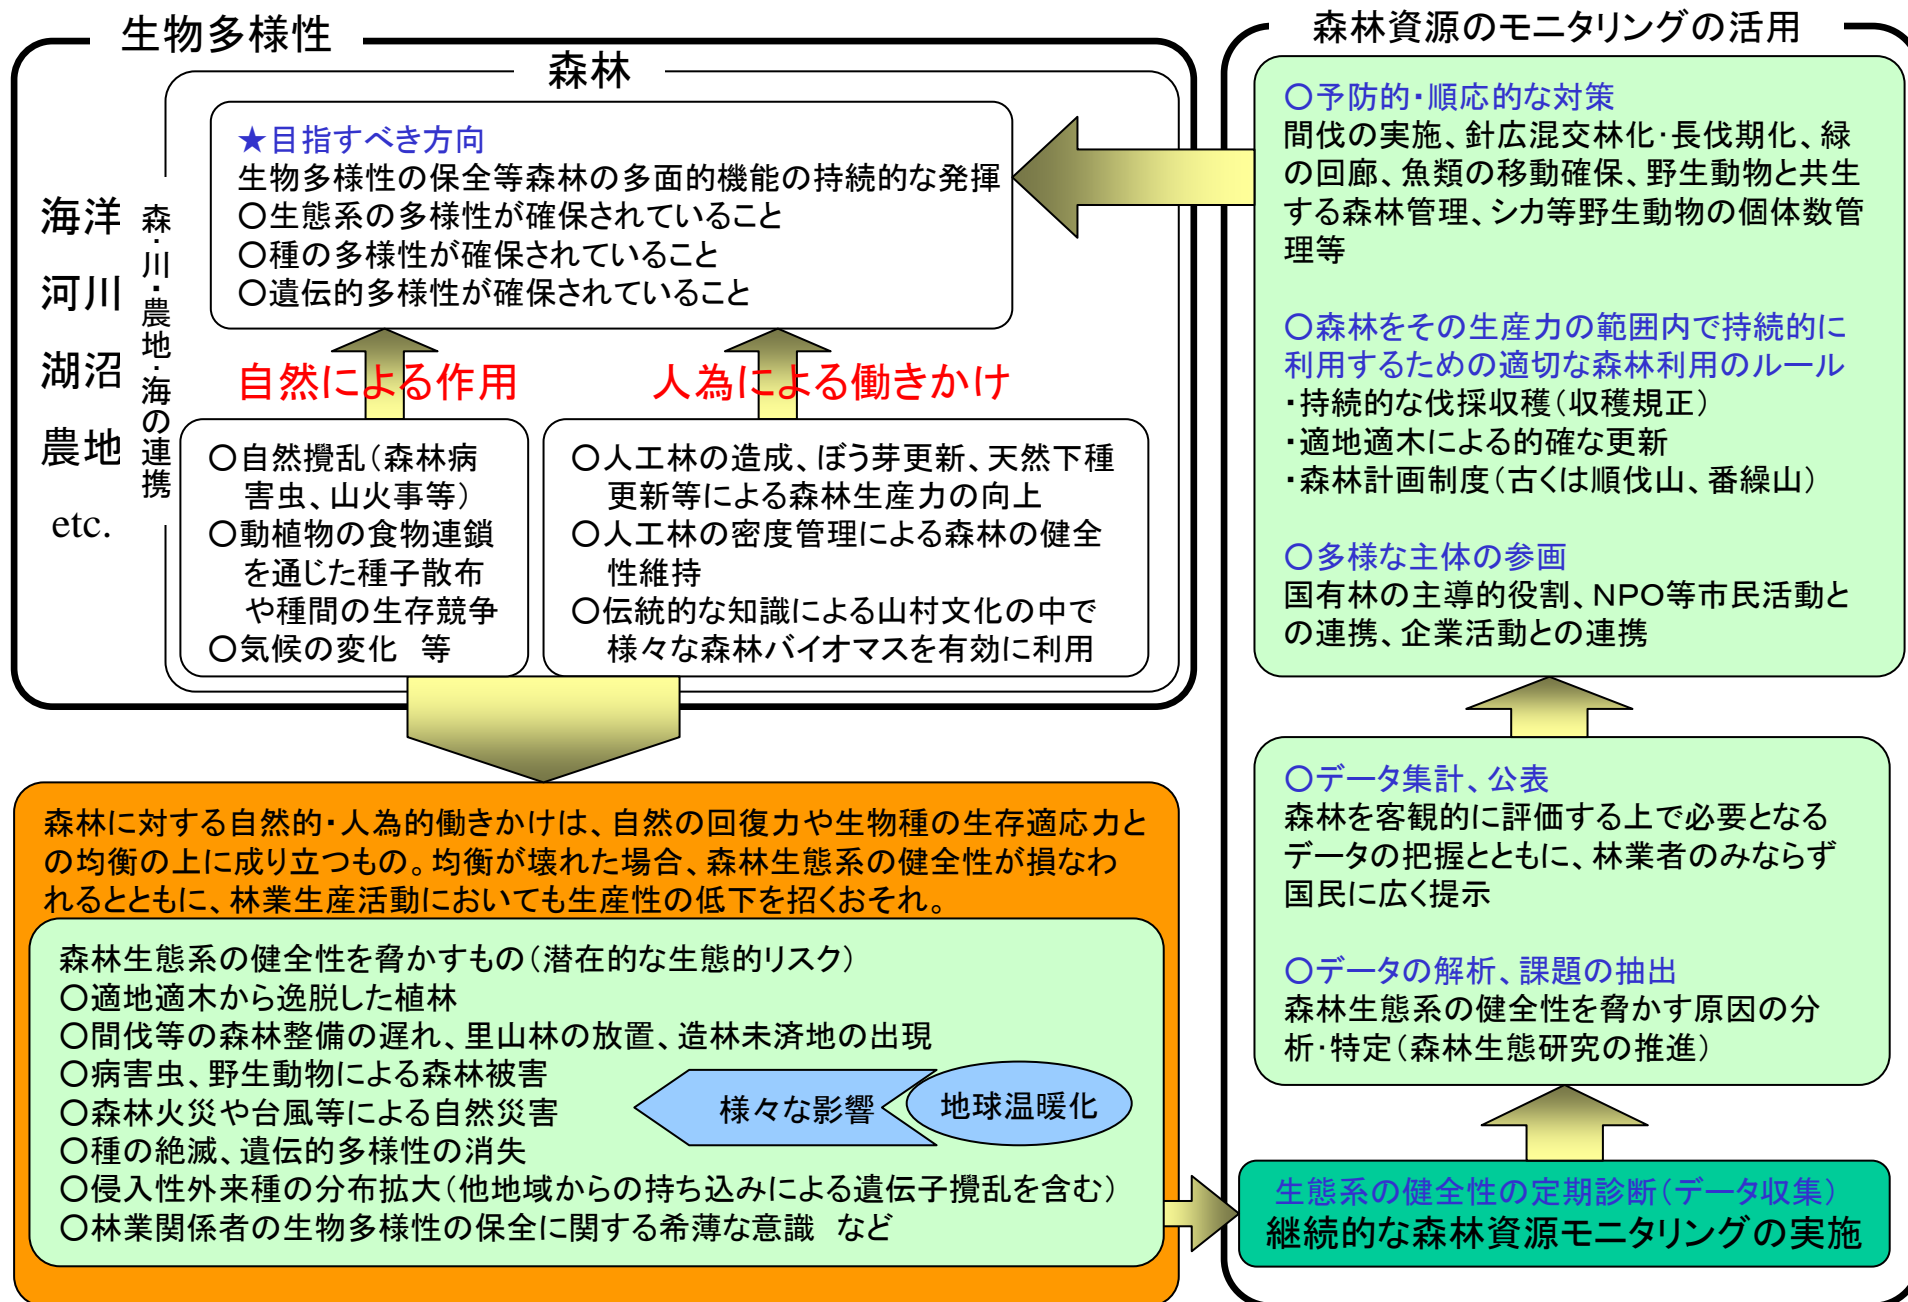 生物多様性
森林
海洋
河川
湖沼
農地
etc.
森・川・農地・海の連携
★目指すべき方向
生物多様性の保全等森林の多面的機能の持続的な発揮
○生態系の多様性が確保されていること
○種の多様性が確保されていること
○遺伝的多様性が確保されていること
自然による作用
人為による働きかけ
○自然攪乱（森林病
害虫、山火事等）
○動植物の食物連鎖
を通じた種子散布
や種間の生存競争
○気候の変化　等
○人工林の造成、ぼう芽更新、天然下種
更新等による森林生産力の向上
○人工林の密度管理による森林の健全
性維持
○伝統的な知識による山村文化の中で
様々な森林バイオマスを有効に利用
森林に対する自然的・人為的働きかけは、自然の回復力や生物種の生存適応力と
の均衡の上に成り立つもの。均衡が壊れた場合、森林生態系の健全性が損なわ
れるとともに、林業生産活動においても生産性の低下を招くおそれ。
森林生態系の健全性を脅かすもの（潜在的な生態的リスク）
○適地適木から逸脱した植林
○間伐等の森林整備の遅れ、里山林の放置、造林未済地の出現
○病害虫、野生動物による森林被害
○森林火災や台風等による自然災害
○種の絶滅、遺伝的多様性の消失
○侵入性外来種の分布拡大（他地域からの持ち込みによる遺伝子攪乱を含む）
○林業関係者の生物多様性の保全に関する希薄な意識　など
様々な影響
地球温暖化
森林資源のモニタリングの活用
○予防的・順応的な対策
間伐の実施、針広混交林化・長伐期化、緑
の回廊、魚類の移動確保、野生動物と共生
する森林管理、シカ等野生動物の個体数管
理等
○森林をその生産力の範囲内で持続的に
利用するための適切な森林利用のルール
・持続的な伐採収穫（収穫規正）
・適地適木による的確な更新
・森林計画制度（古くは順伐山、番繰山）
○多様な主体の参画
国有林の主導的役割、ＮＰＯ等市民活動と
の連携、企業活動との連携
○データ集計、公表
森林を客観的に評価する上で必要となる
データの把握とともに、林業者のみならず
国民に広く提示
○データの解析、課題の抽出
森林生態系の健全性を脅かす原因の分
析・特定（森林生態研究の推進）
生態系の健全性の定期診断（データ収集）
継続的な森林資源モニタリングの実施